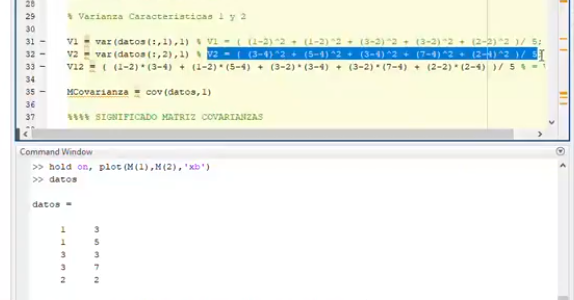 28
29 % Varianza Características 1 y 2
30
31 - V1 = var(datos(:,1),1) % V1 = ( (1-2)^2 + (1-2)^2 + (3-2)^2 + (3-2)^2 + (2-2)^2 )/ 5;
32 - V2 = var(datos(:,2),1) % V2 = ( (3-4)^2 + (5-4)^2 + (3-4)^2 + (7-4)^2 + (2-4)^2 )/ 5
33 - V12 = ( (1-2)*(3-4) + (1-2)*(5-4) + (3-2)*(3-4) + (3-2)*(7-4) + (2-2)*(2-4) )/ 5 % =
34
35 - MCovarianza = cov(datos,1)
36
37 %%%% SIGNIFICADO MATRIZ COVARIANZAS
Command Window
>> hold on, plot(M(1),M(2),'xb')
>> datos
datos =
1 3
1 5
3 3
3 7
2 2